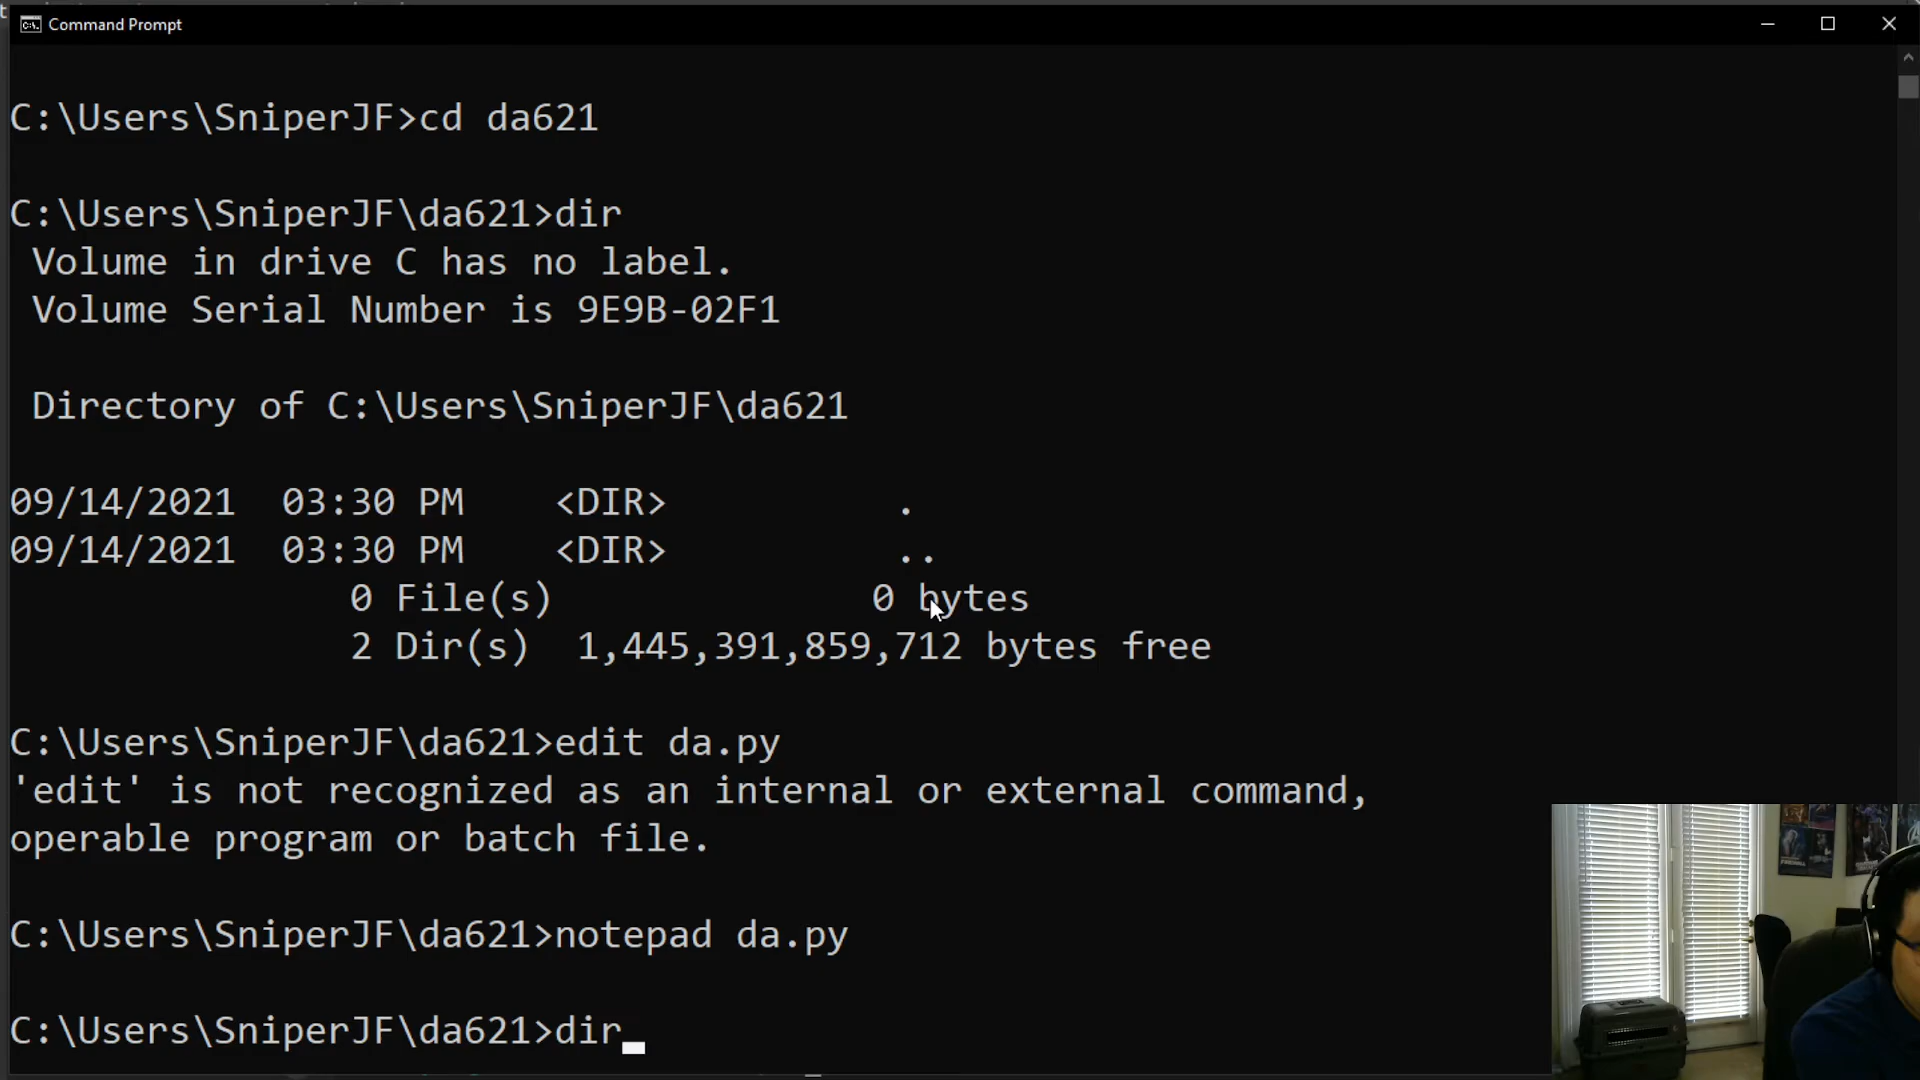 Command Prompt
C:\Users\SniperJF>cd da621
C:\Users\SniperJF\da621>dir
Volume in drive C has no label.
Volume Serial Number is 9E9B-02F1
Directory of C:\Users\SniperJF\da621
09/14/2021  03:30 PM    <DIR>          .
09/14/2021  03:30 PM    <DIR>          ..
0 File(s)              0 bytes
2 Dir(s)  1,445,391,859,712 bytes free
C:\Users\SniperJF\da621>edit da.py
'edit' is not recognized as an internal or external command,
operable program or batch file.
C:\Users\SniperJF\da621>notepad da.py
C:\Users\SniperJF\da621>dir